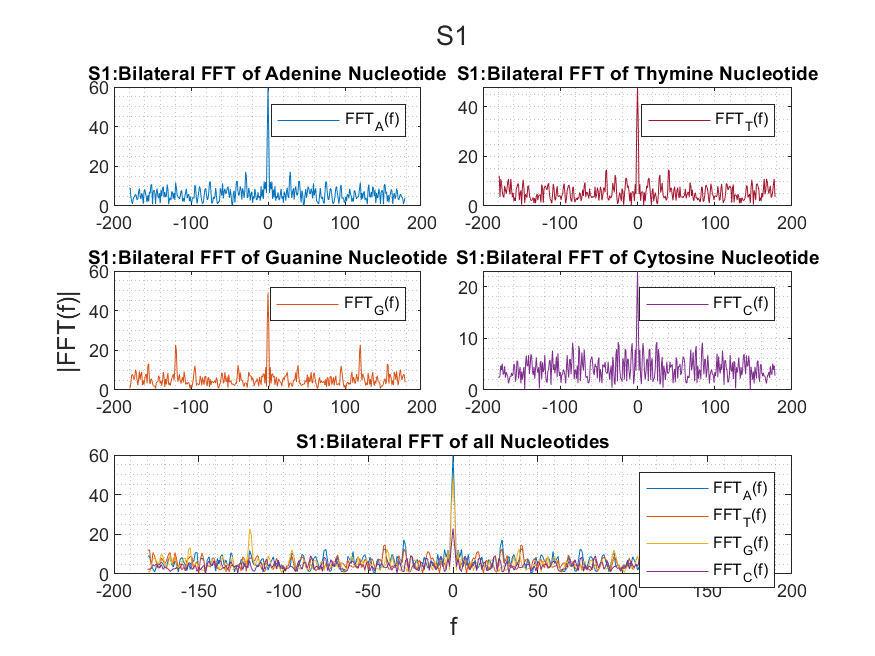 S1
S1:Bilateral FFT of Adenine Nucleotide
60
40
20
0
-200 -100 0 100 200
FFT_A(f)
S1:Bilateral FFT of Thymine Nucleotide
40
20
0
-200 -100 0 100 200
FFT_T(f)
S1:Bilateral FFT of Guanine Nucleotide
60
40
20
0
-200 -100 0 100 200
FFT_G(f)
S1:Bilateral FFT of Cytosine Nucleotide
20
10
0
-200 -100 0 100 200
FFT_C(f)
|FFT(f)|
S1:Bilateral FFT of all Nucleotides
60
40
20
0
-200 -150 -100 -50 0 50 100 150 200
FFT_A(f)
FFT_T(f)
FFT_G(f)
FFT_C(f)
f